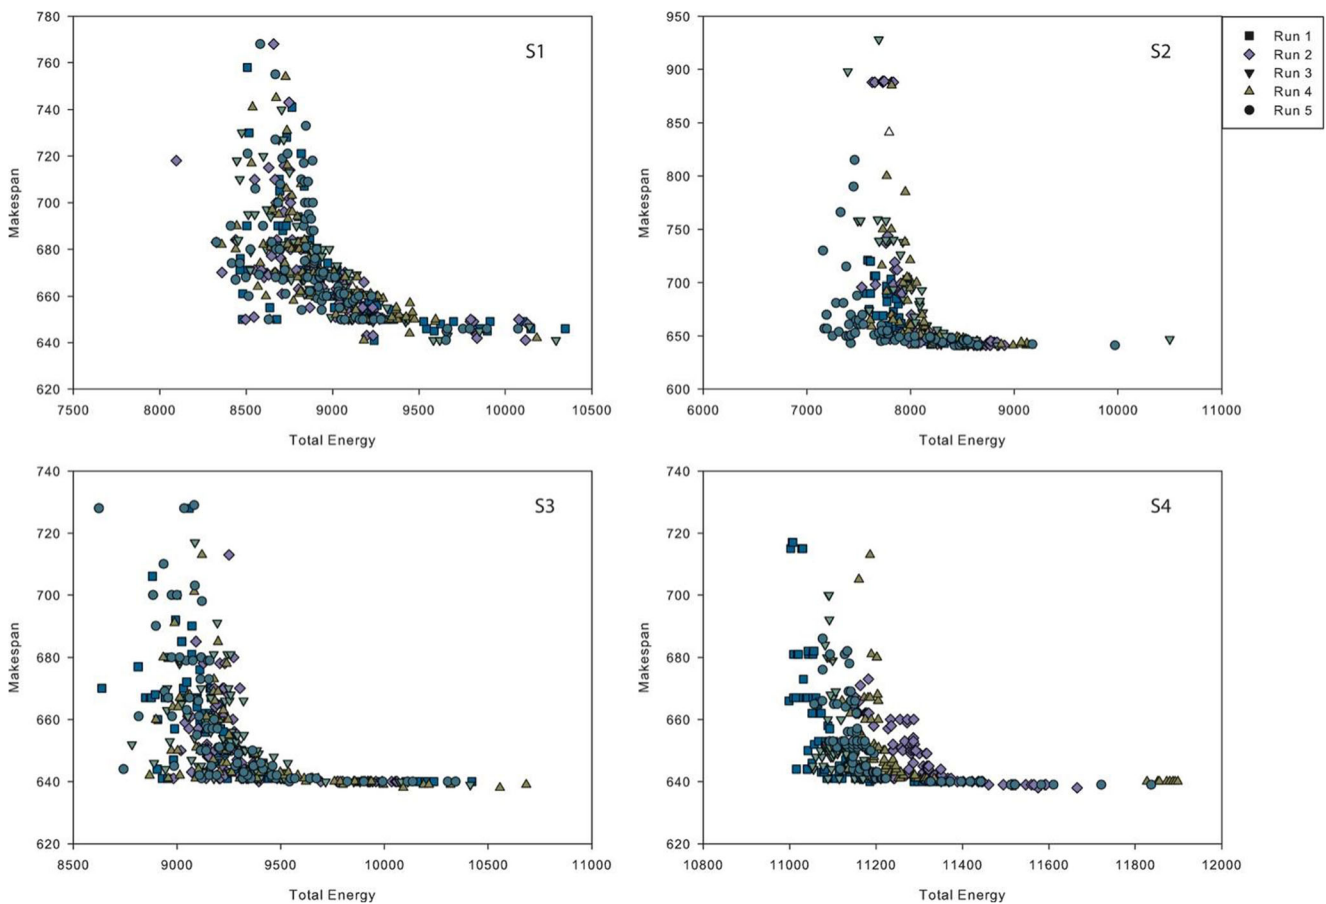 S1
780
760
740
720
700
680
660
640
620
Makespan
7500 8000 8500 9000 9500 10000 10500
Total Energy
S2
950
900
850
800
750
700
650
600
Makespan
6000 7000 8000 9000 10000 11000
Total Energy
Run 1
Run 2
Run 3
Run 4
Run 5
S3
740
720
700
680
660
640
620
Makespan
8500 9000 9500 10000 10500 11000
Total Energy
S4
740
720
700
680
660
640
620
Makespan
10800 11000 11200 11400 11600 11800 12000
Total Energy